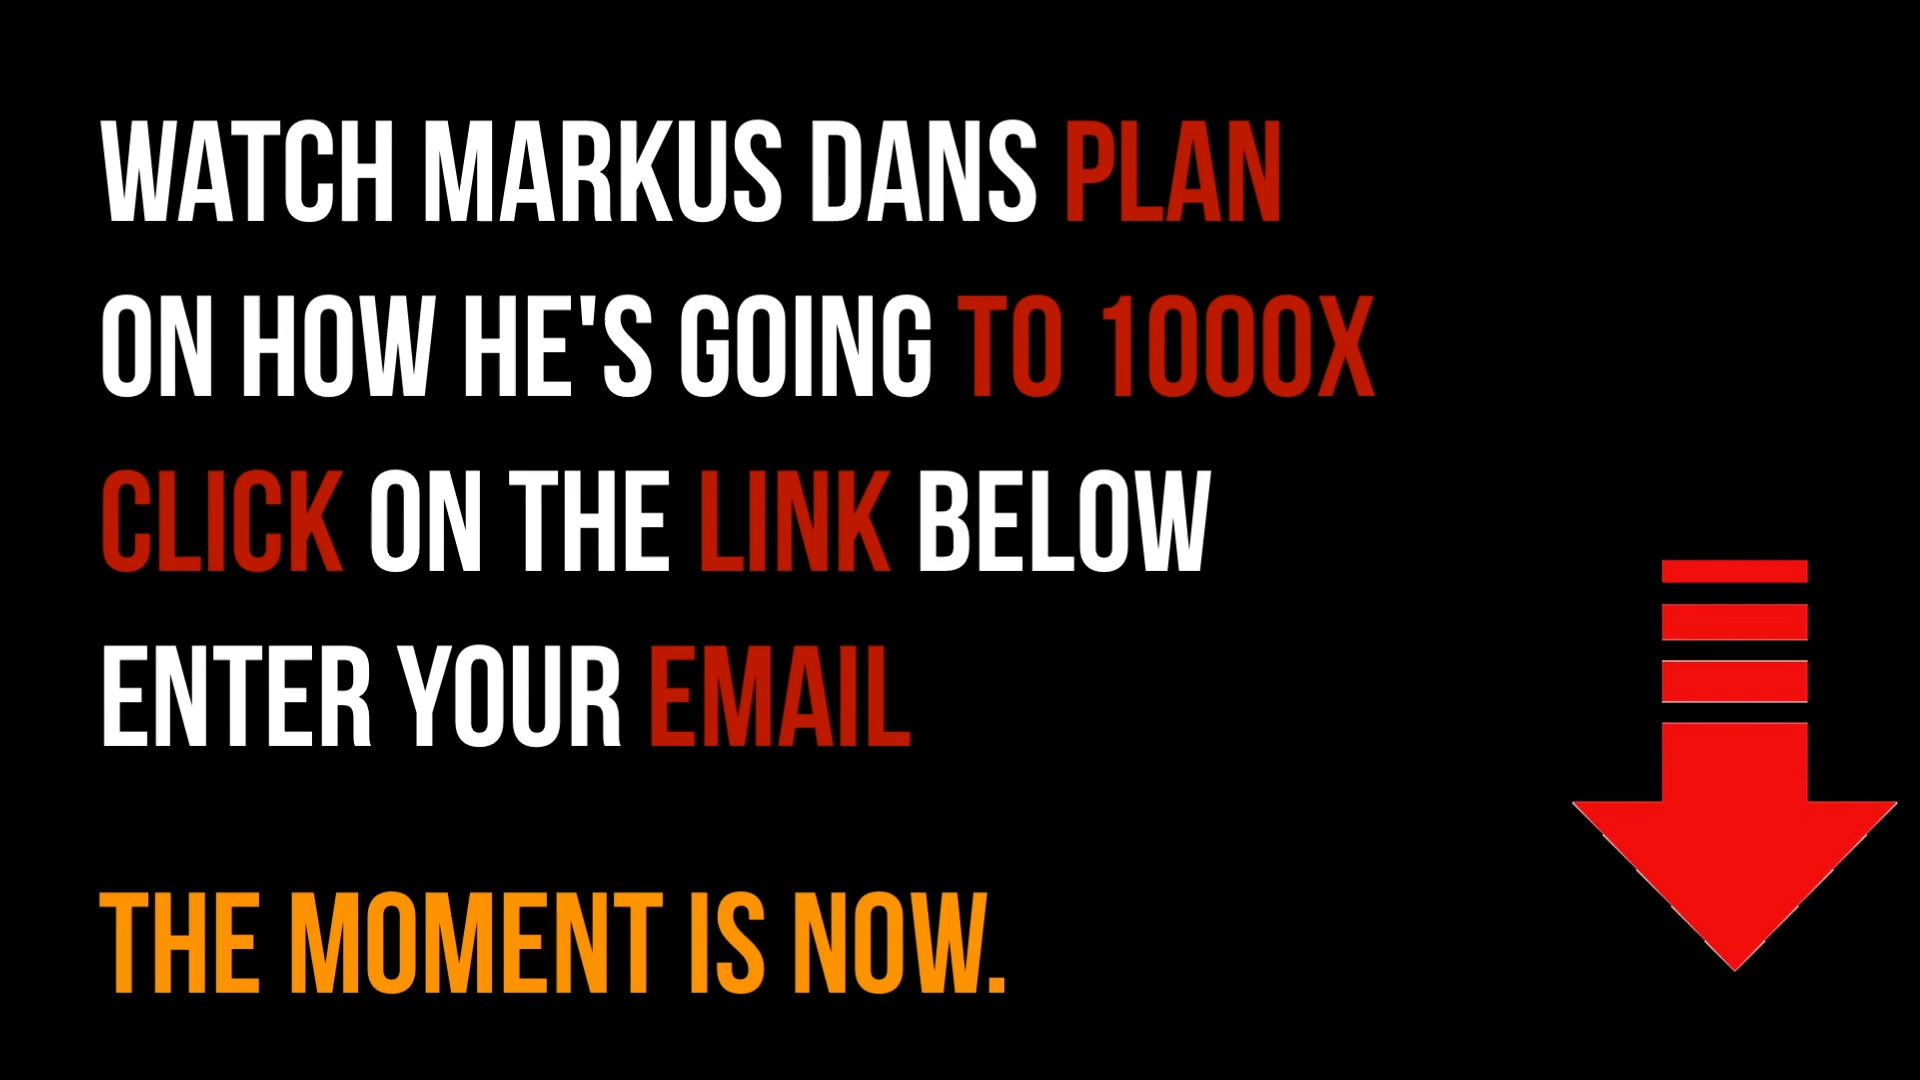 WATCH MARKUS DANS PLAN
ON HOW HE'S GOING TO 1000X
CLICK ON THE LINK BELOW
ENTER YOUR EMAIL
THE MOMENT IS NOW.